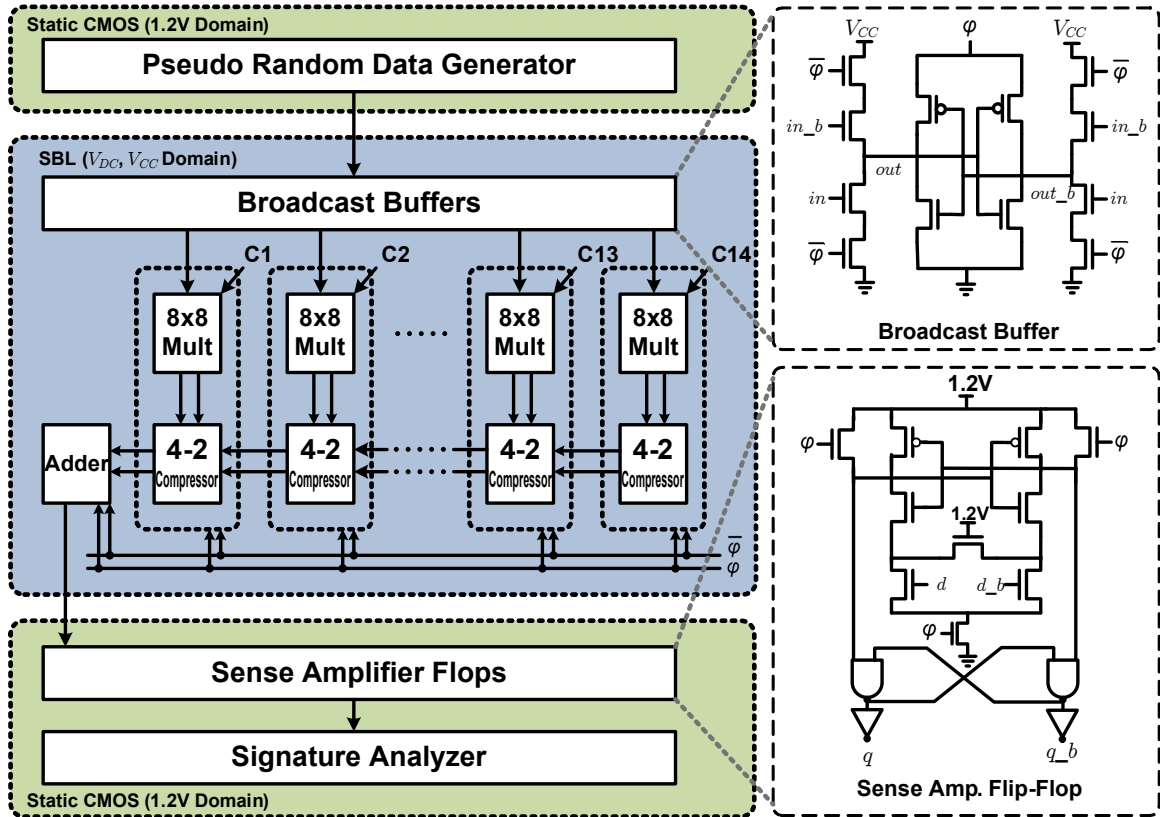 Static CMOS (1.2V Domain)
Pseudo Random Data Generator
SBL (V_DC, V_CC Domain)
Broadcast Buffers
C1
C2
C13
C14
8x8
Mult
8x8
Mult
8x8
Mult
8x8
Mult
Adder
4-2
Compressor
4-2
Compressor
4-2
Compressor
4-2
Compressor
φ̅
φ
Sense Amplifier Flops
Signature Analyzer
Static CMOS (1.2V Domain)
V_CC
φ
V_CC
φ̅
φ̅
in_b
in_b
out
out_b
in
in
φ̅
φ̅
Broadcast Buffer
1.2V
φ
φ
1.2V
d
d_b
φ
q
q_b
Sense Amp. Flip-Flop